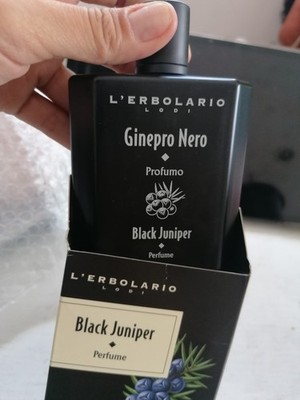 L'ERBOLARIO
LODI
Ginepro Nero
Profumo
Black Juniper
Perfume
L'ERBOLARIO
LODI
Black Juniper
Perfume